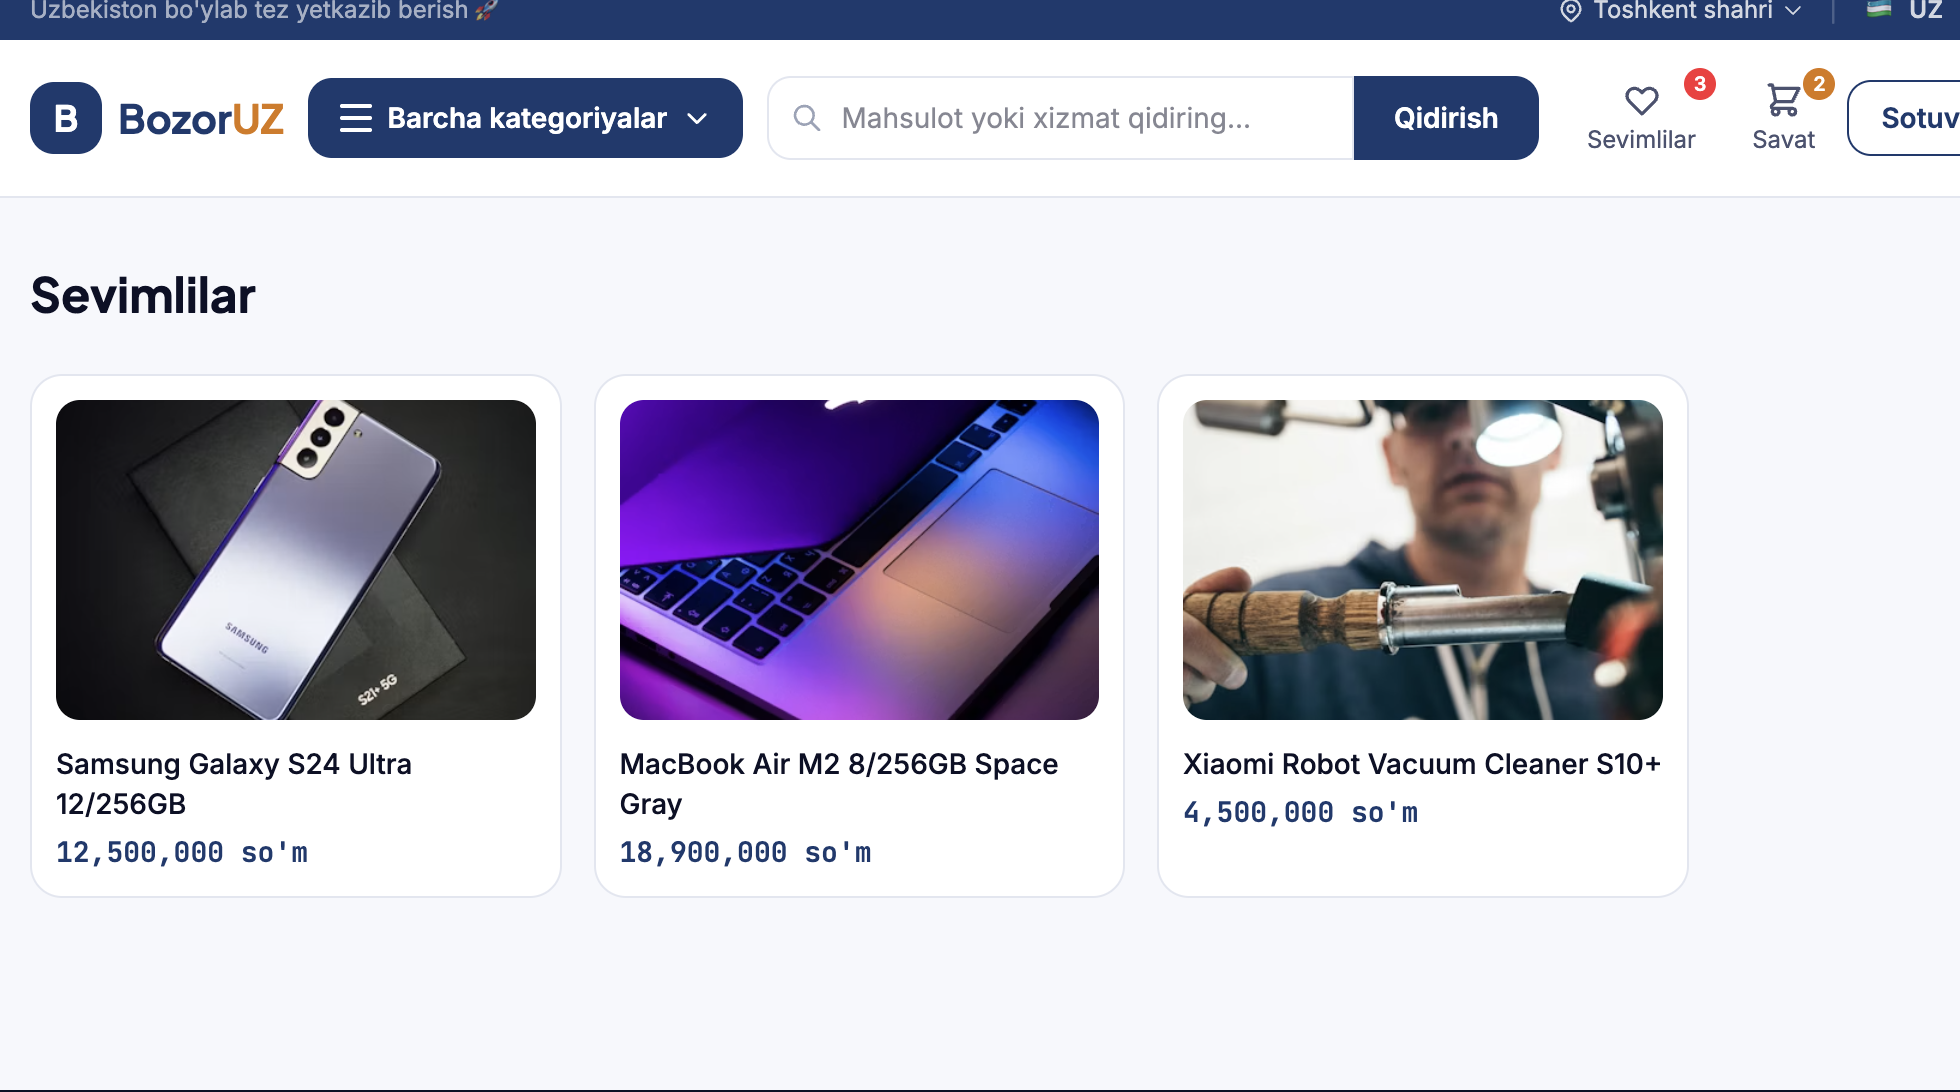 Uzbekiston bo'ylab tez yetkazib berish 🚀
Toshkent shahri
UZ
B BozorUZ
Barcha kategoriyalar
Mahsulot yoki xizmat qidiring...
Qidirish
3
Sevimlilar
2
Savat
Sotuv
Sevimlilar
SAMSUNG
S21+ 5G
Samsung Galaxy S24 Ultra
12/256GB
12,500,000 so'm
MacBook Air M2 8/256GB Space
Gray
18,900,000 so'm
Xiaomi Robot Vacuum Cleaner S10+
4,500,000 so'm